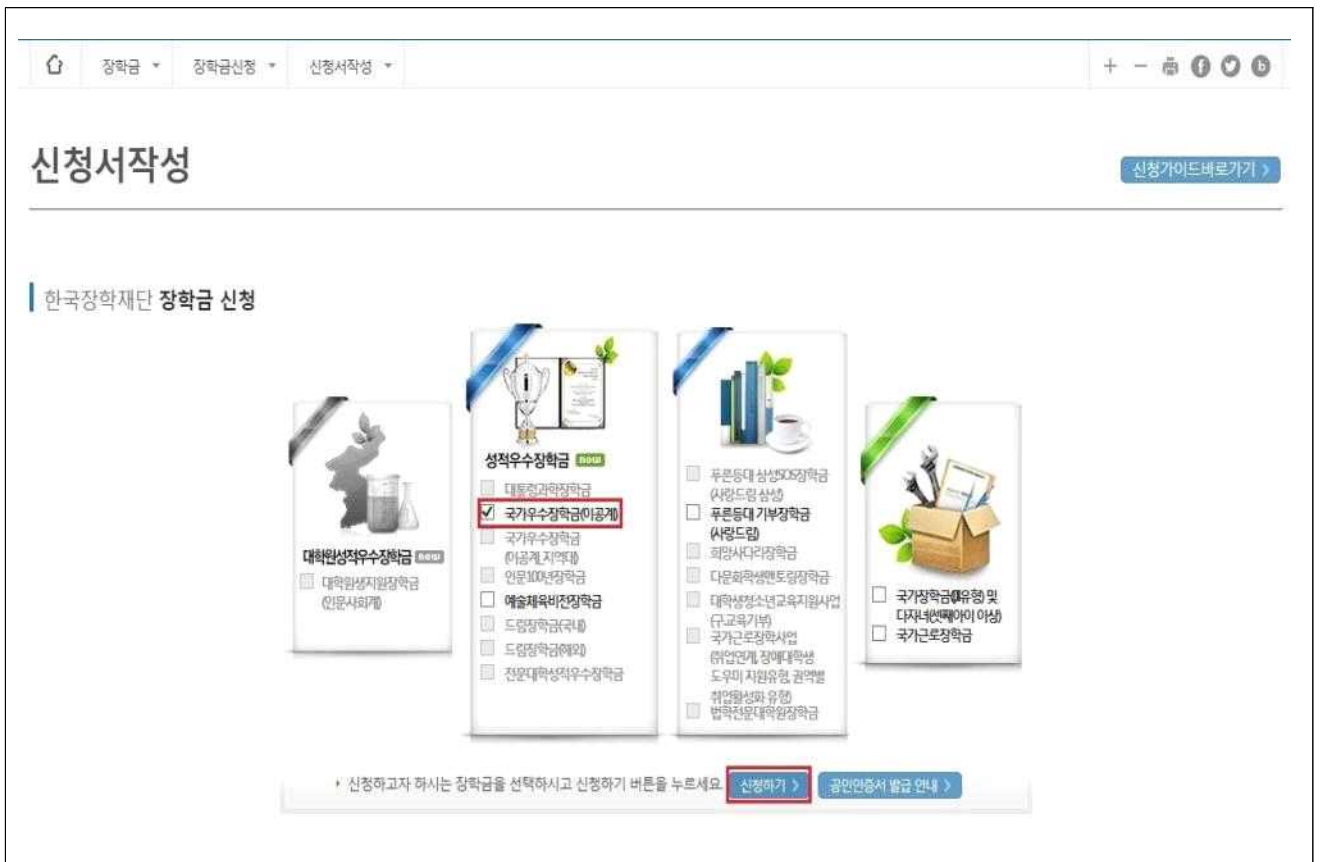 장학금
장학금신청
신청서작성
신청서작성
신청가이드바로가기
한국장학재단 장학금 신청
대학원성적우수장학금 new
대학원생지원장학금
(인문사회계)
성적우수장학금 new
대통령과학장학금
국가우수장학금(이공계)
국가우수장학금
(이공계,지역대)
인문100년장학금
예술체육비전장학금
드림장학금(국내)
드림장학금(해외)
전문대학성적우수장학금
푸른등대 삼성SOS장학금
(사랑드림 삼성)
푸른등대 기부장학금
(사랑드림)
희망사다리장학금
다문화학생멘토링장학금
대학생청소년교육지원사업
(구.교육기부)
국가근로장학사업
(취업연계, 장애대학생
도우미 지원유형, 권역별
취업활성화 유형)
법학전문대학원장학금
국가장학금(Ⅱ유형) 및
다자녀(셋째아이 이상)
국가근로장학금
신청하고자 하시는 장학금을 선택하시고 신청하기 버튼을 누르세요. 신청하기 공인인증서 발급 안내